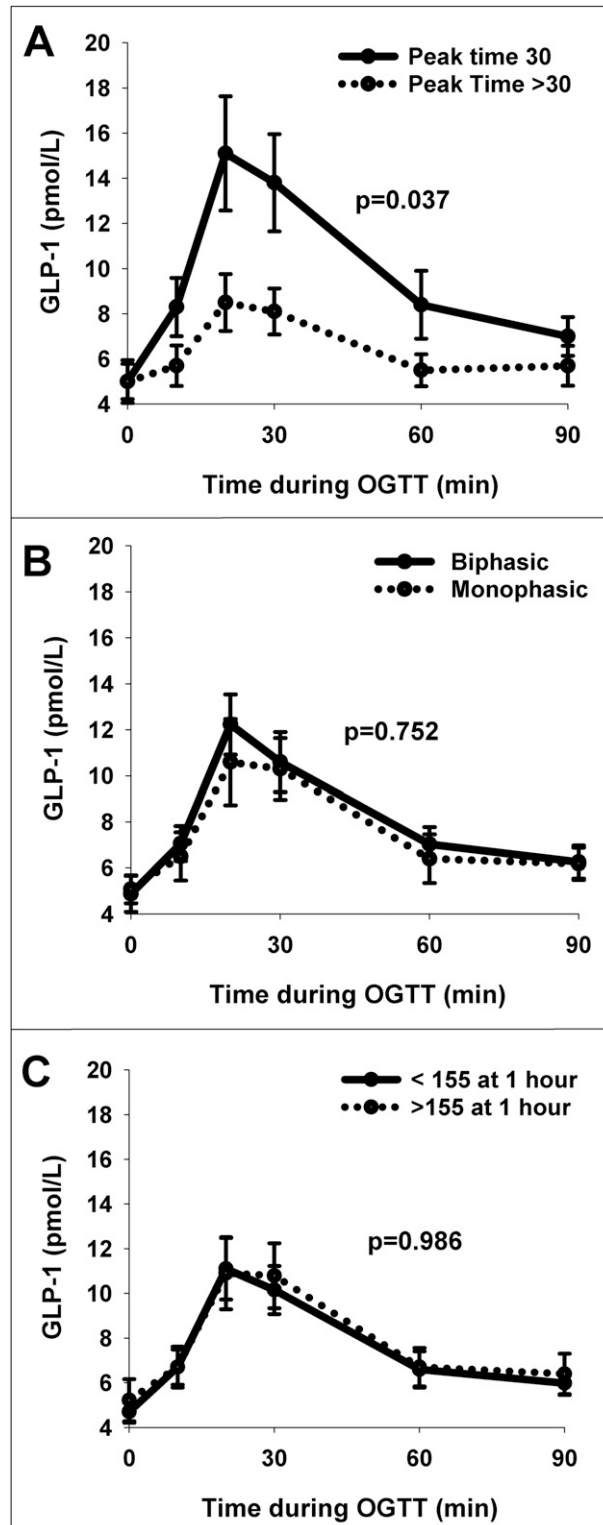 A
Peak time 30
Peak Time >30
20
18
16
14
12
10
8
6
4
GLP-1 (pmol/L)
p=0.037
0 30 60 90
Time during OGTT (min)
B
Biphasic
Monophasic
20
18
16
14
12
10
8
6
4
GLP-1 (pmol/L)
p=0.752
0 30 60 90
Time during OGTT (min)
C
< 155 at 1 hour
>155 at 1 hour
20
18
16
14
12
10
8
6
4
GLP-1 (pmol/L)
p=0.986
0 30 60 90
Time during OGTT (min)